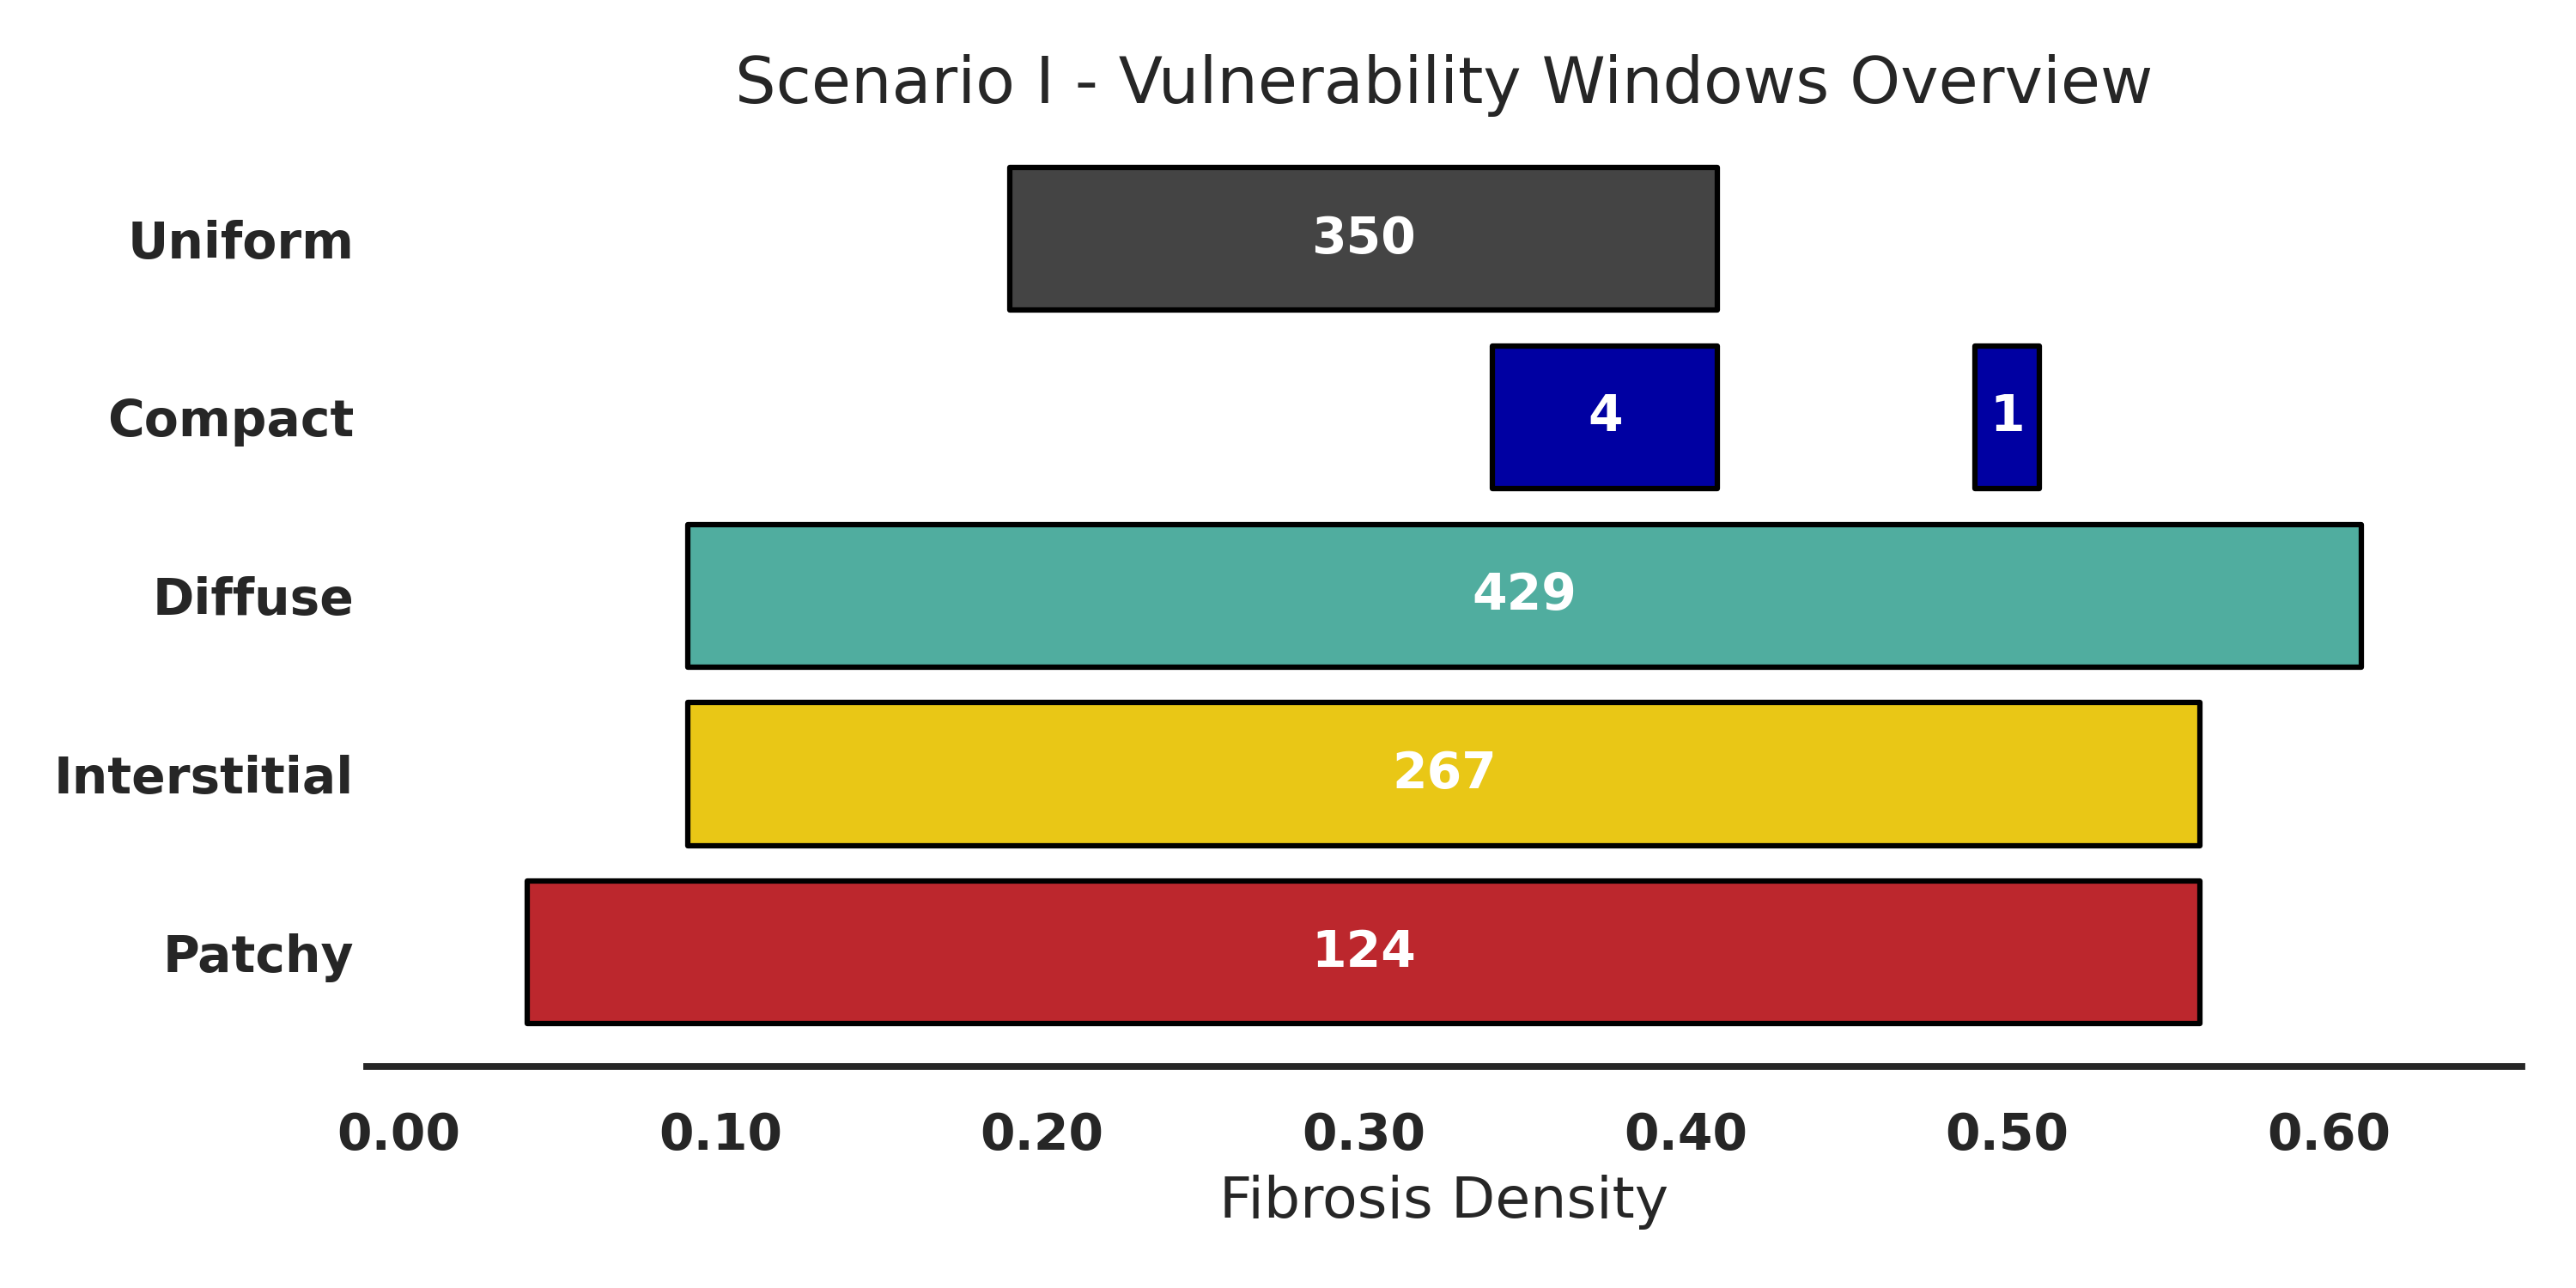 Scenario I - Vulnerability Windows Overview
Uniform
350
Compact
4
1
Diffuse
429
Interstitial
267
Patchy
124
0.00 0.10 0.20 0.30 0.40 0.50 0.60
Fibrosis Density